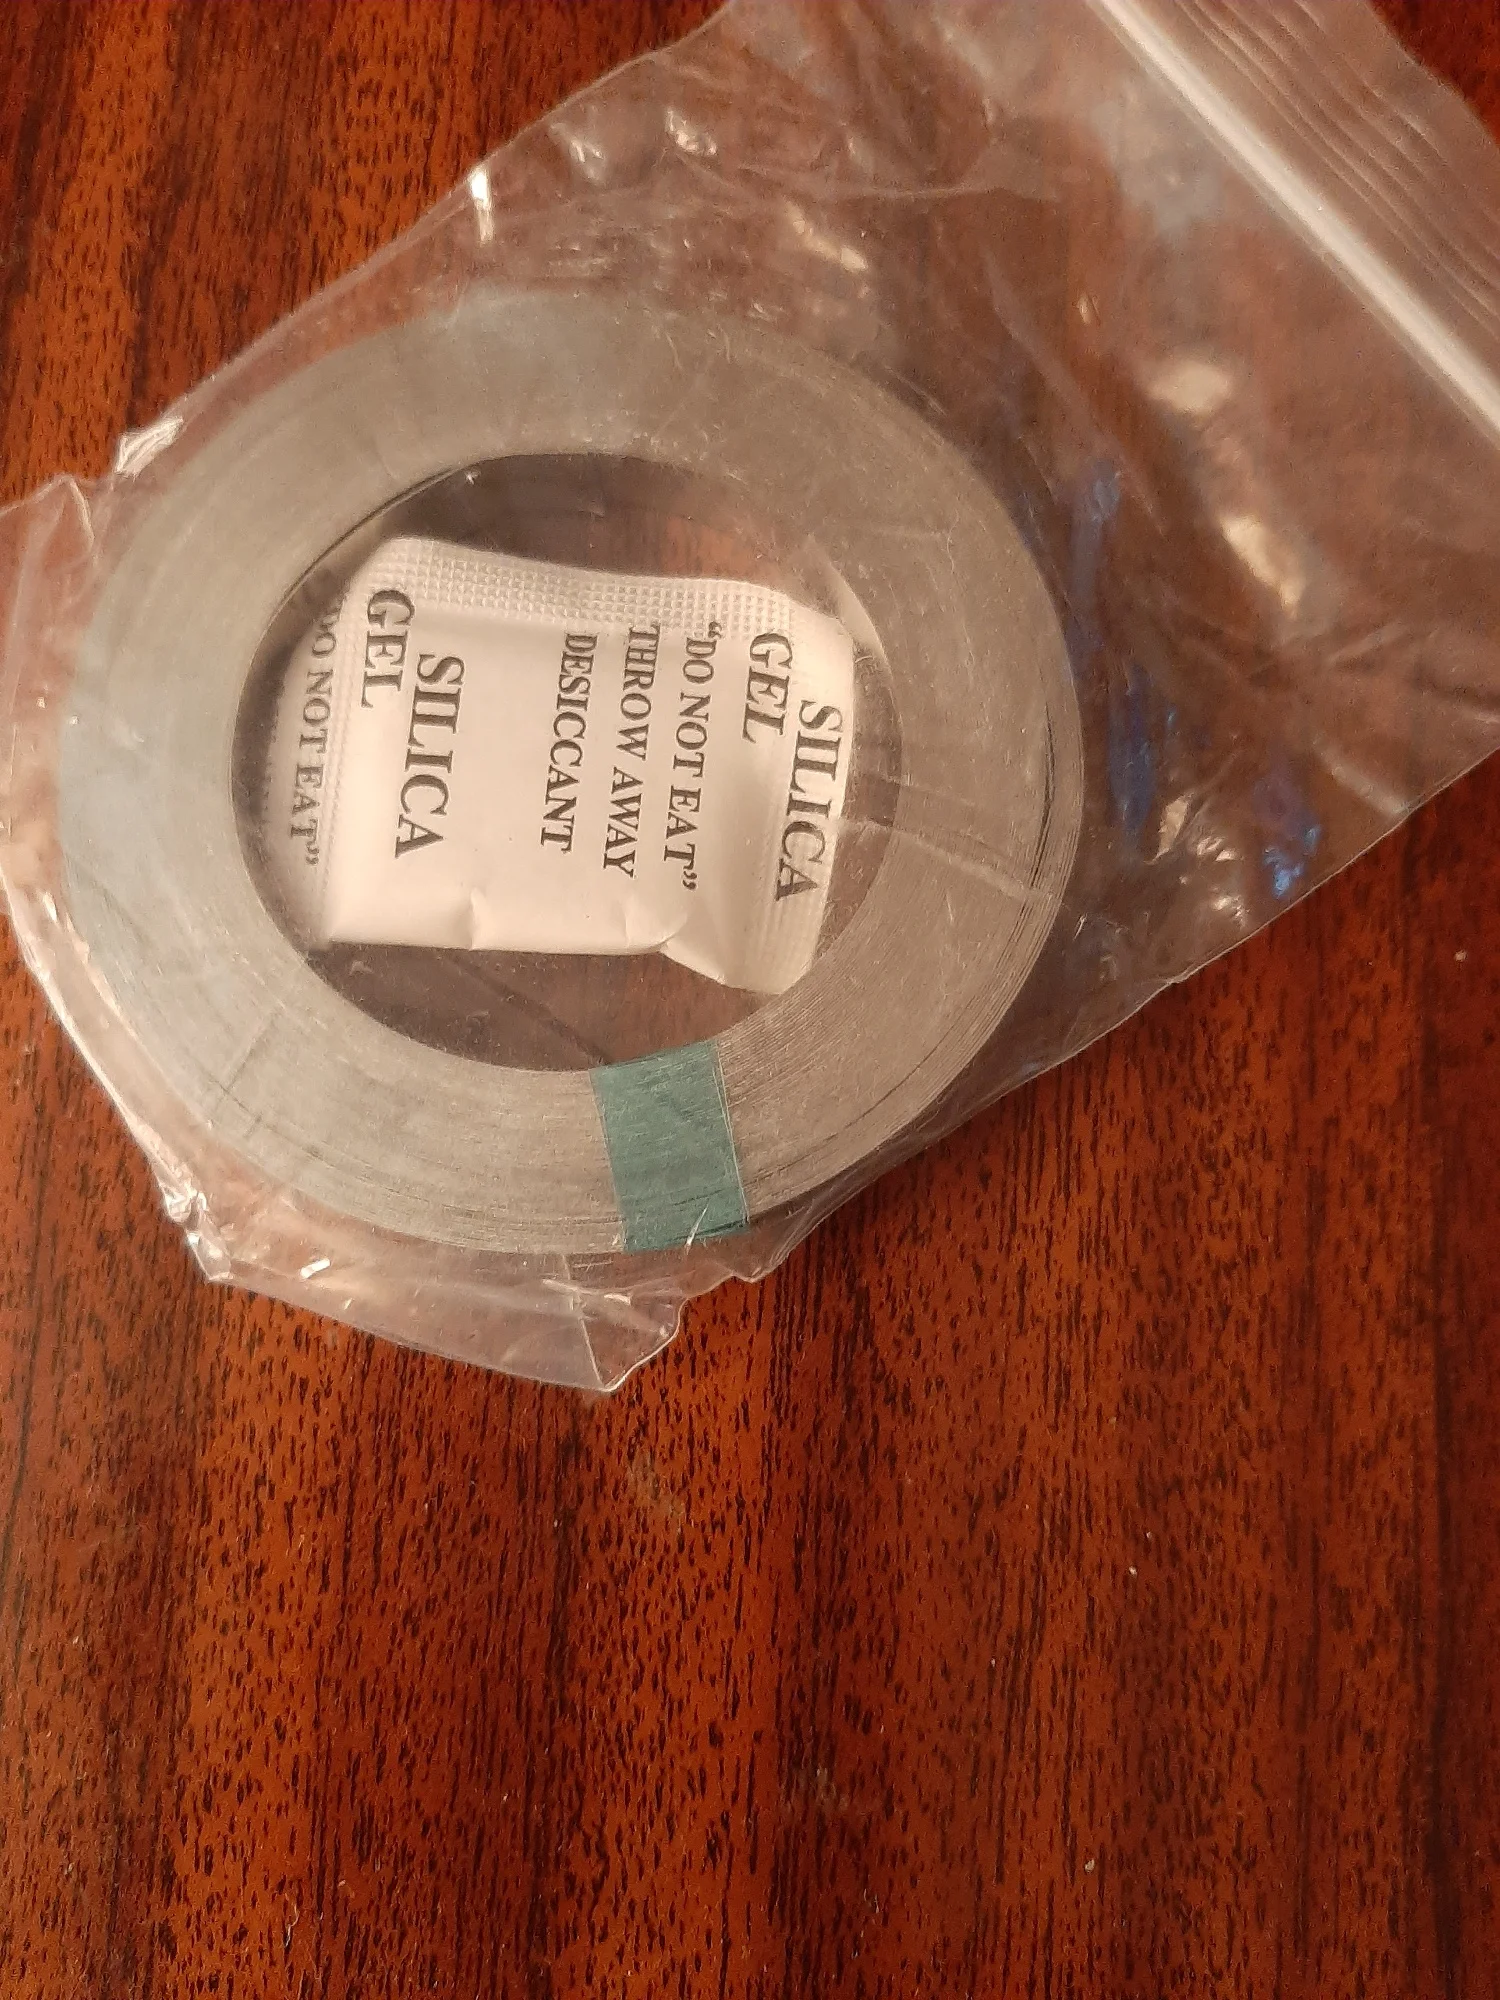 SILICA
GEL
“DO NOT EAT”
THROW AWAY
DESICCANT
SILICA
GEL
DO NOT EAT”